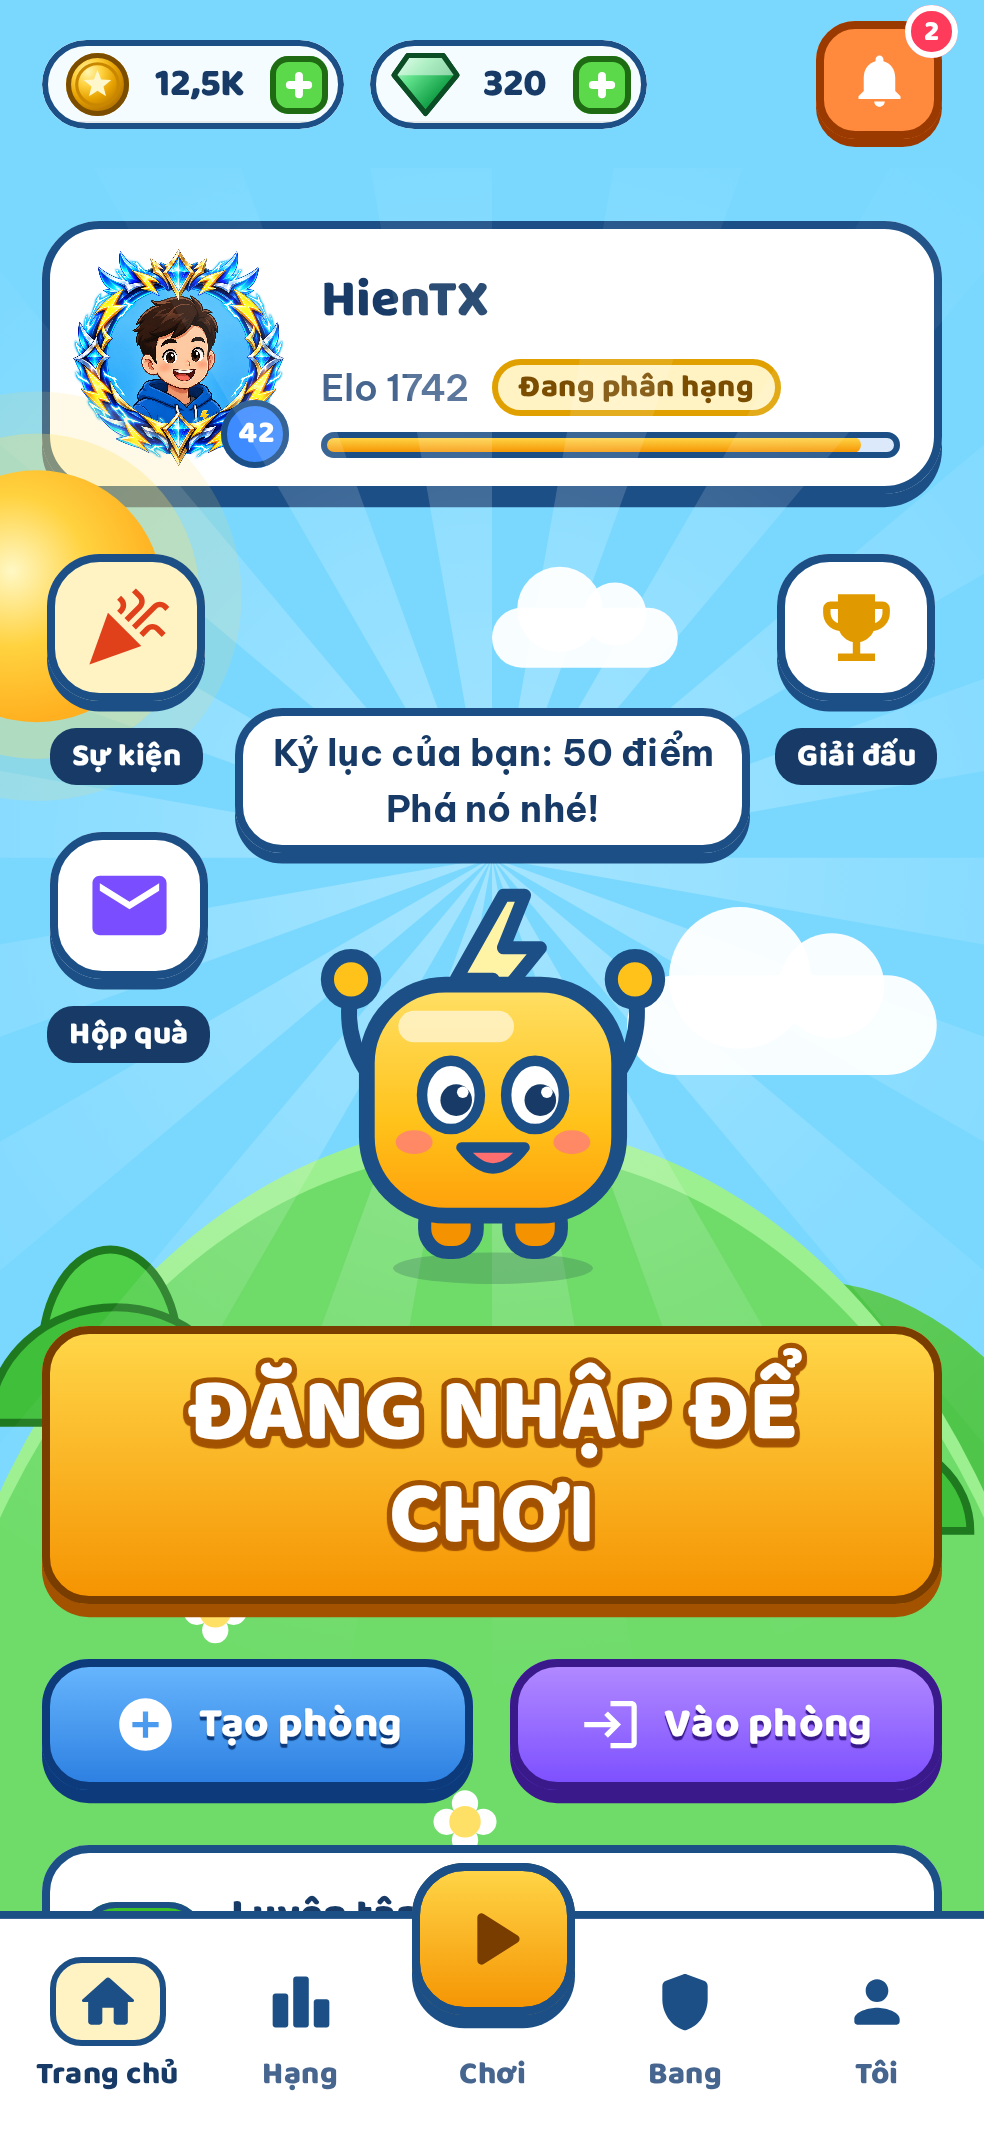 12,5K
320
2
HienTX
Elo 1742
Đang phân hạng
42
Sự kiện
Giải đấu
Kỷ lục của bạn: 50 điểm
Phá nó nhé!
Hộp quà
ĐĂNG NHẬP ĐỂ
CHƠI
Tạo phòng
Vào phòng
Trang chủ
Hạng
Chơi
Bang
Tôi